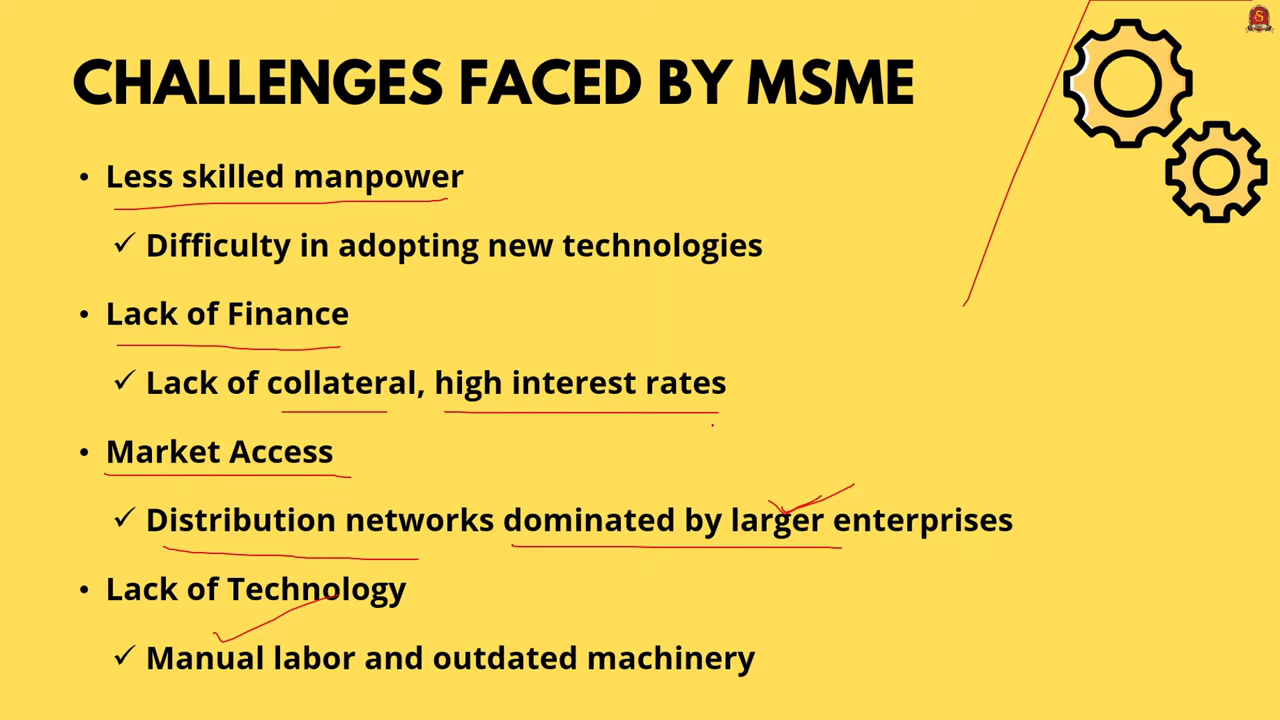 CHALLENGES FACED BY MSME
• Less skilled manpower
✓ Difficulty in adopting new technologies
• Lack of Finance
✓ Lack of collateral, high interest rates
• Market Access
✓ Distribution networks dominated by larger enterprises
• Lack of Technology
✓ Manual labor and outdated machinery